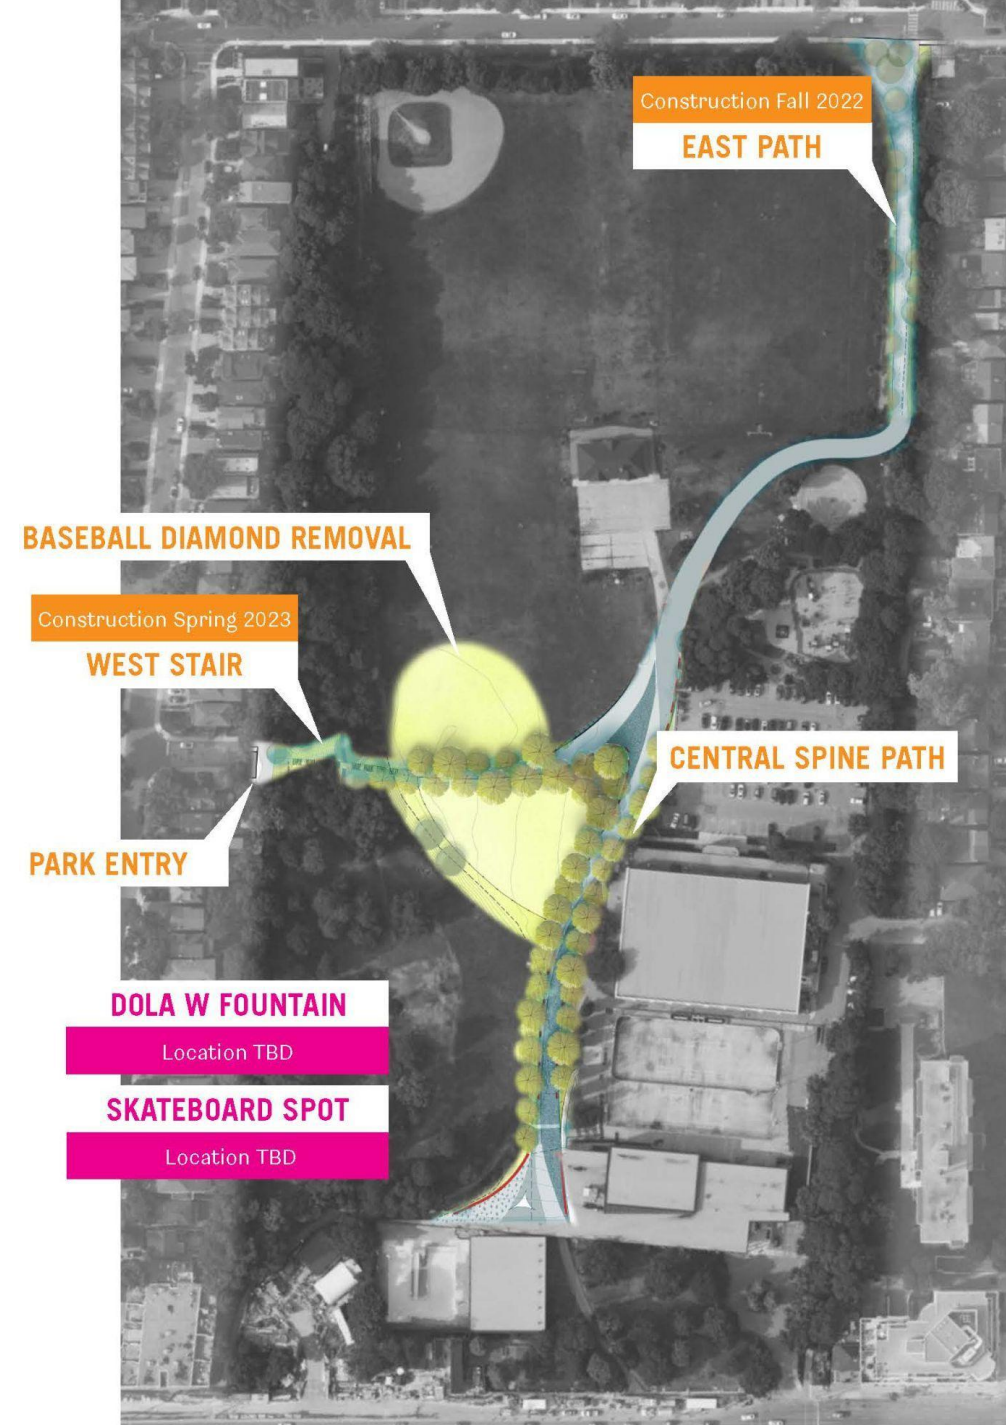 Construction Fall 2022
EAST PATH
BASEBALL DIAMOND REMOVAL
Construction Spring 2023
WEST STAIR
CENTRAL SPINE PATH
PARK ENTRY
DOLA W FOUNTAIN
Location TBD
SKATEBOARD SPOT
Location TBD